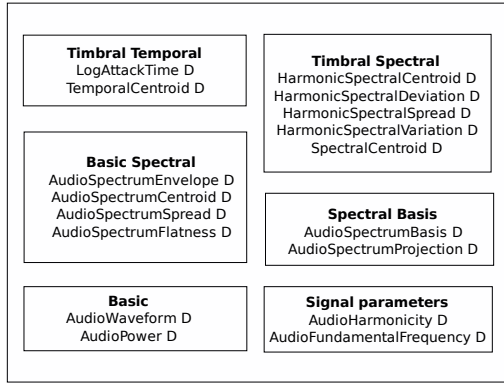 Timbral Temporal
LogAttackTime D
TemporalCentroid D
Timbral Spectral
HarmonicSpectralCentroid D
HarmonicSpectralDeviation D
HarmonicSpectralSpread D
HarmonicSpectralVariation D
SpectralCentroid D
Basic Spectral
AudioSpectrumEnvelope D
AudioSpectrumCentroid D
AudioSpectrumSpread D
AudioSpectrumFlatness D
Spectral Basis
AudioSpectrumBasis D
AudioSpectrumProjection D
Basic
AudioWaveform D
AudioPower D
Signal parameters
AudioHarmonicity D
AudioFundamentalFrequency D